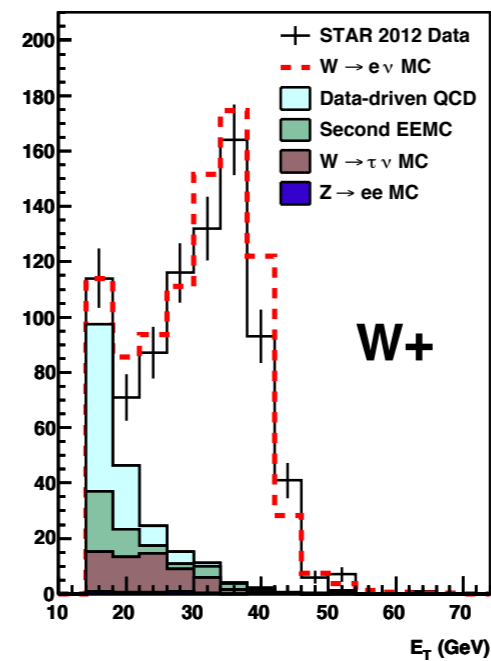 200
180
160
140
120
100
80
60
40
20
0
10 20 30 40 50 60 70
E_T (GeV)
STAR 2012 Data
W → e ν MC
Data-driven QCD
Second EEMC
W → τ ν MC
Z → ee MC
W+